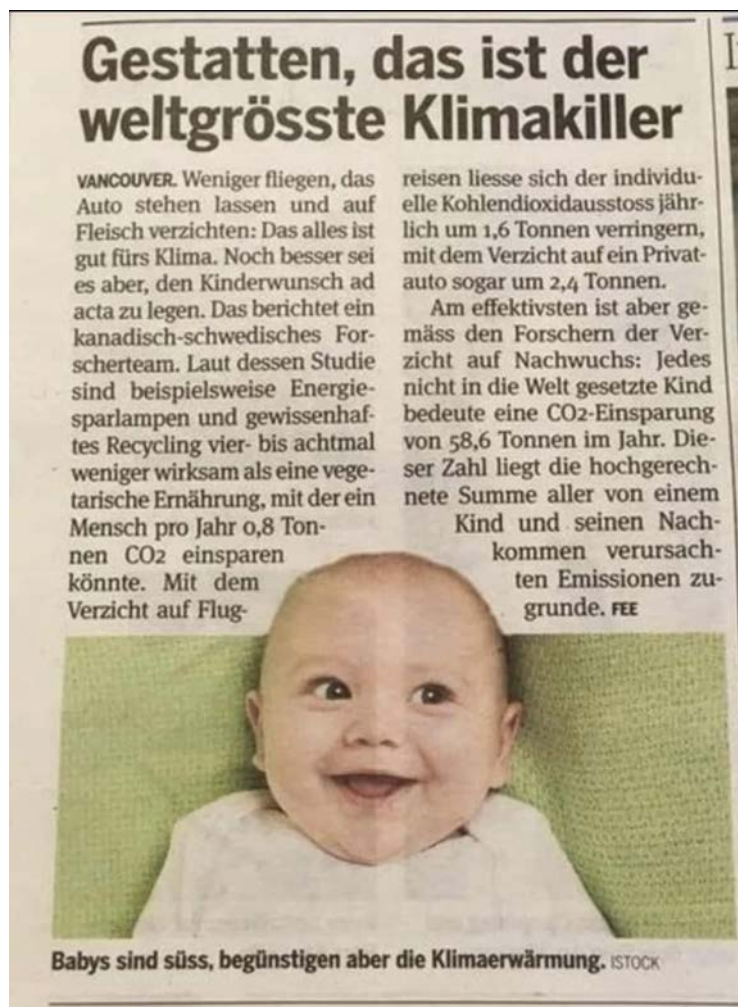 Gestatten, das ist der
weltgrösste Klimakiller
VANCOUVER. Weniger fliegen, das
Auto stehen lassen und auf
Fleisch verzichten: Das alles ist
gut fürs Klima. Noch besser sei
es aber, den Kinderwunsch ad
acta zu legen. Das berichtet ein
kanadisch-schwedisches For-
scherteam. Laut dessen Studie
sind beispielsweise Energie-
sparlampen und gewissenhaf-
tes Recycling vier- bis achtmal
weniger wirksam als eine vege-
tarische Ernährung, mit der ein
Mensch pro Jahr 0,8 Ton-
nen CO2 einsparen
könnte. Mit dem
Verzicht auf Flug-
reisen liesse sich der individu-
elle Kohlendioxidausstoss jähr-
lich um 1,6 Tonnen verringern,
mit dem Verzicht auf ein Privat-
auto sogar um 2,4 Tonnen.
Am effektivsten ist aber ge-
mäss den Forschern der Ver-
zicht auf Nachwuchs: Jedes
nicht in die Welt gesetzte Kind
bedeute eine CO2-Einsparung
von 58,6 Tonnen im Jahr. Die-
ser Zahl liegt die hochgerech-
nete Summe aller von einem
Kind und seinen Nach-
kommen verursach-
ten Emissionen zu-
grunde. FEE
Babys sind süss, begünstigen aber die Klimaerwärmung. ISTOCK